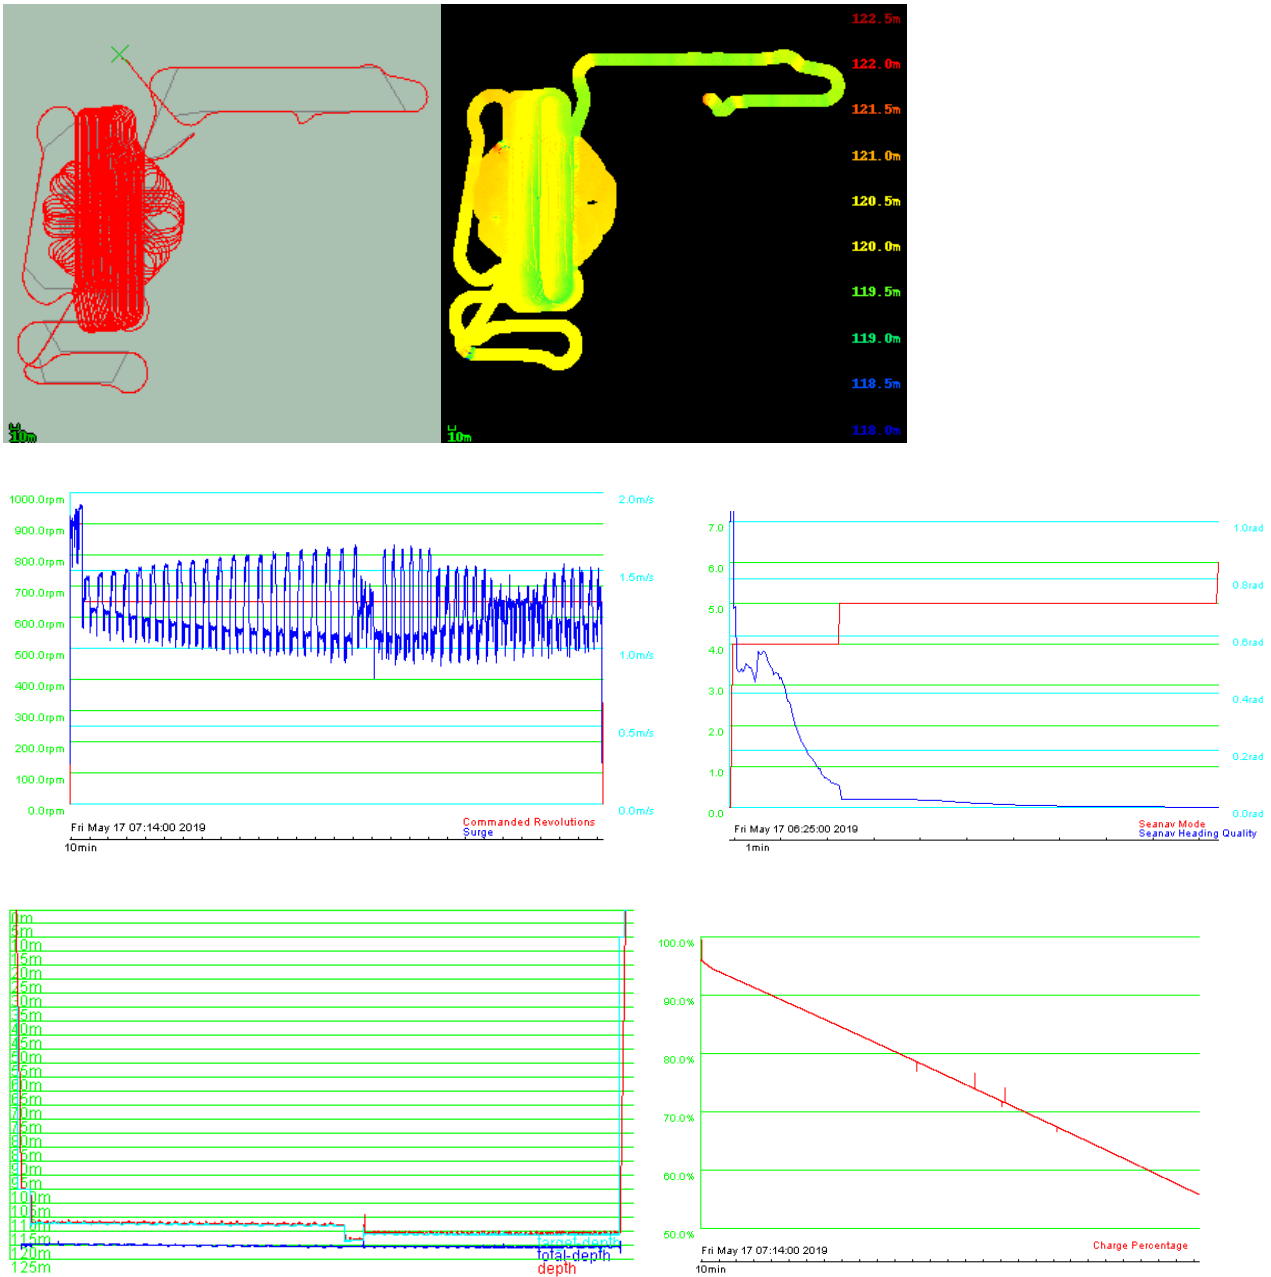 122.5m
122.0m
121.5m
121.0m
120.5m
120.0m
119.5m
119.0m
118.5m
118.0m
10m
10m
1000.0rpm
900.0rpm
800.0rpm
700.0rpm
600.0rpm
500.0rpm
400.0rpm
300.0rpm
200.0rpm
100.0rpm
0.0rpm
2.0m/s
1.5m/s
1.0m/s
0.5m/s
0.0m/s
Fri May 17 07:14:00 2019
Commanded Revolutions
Surge
10min
7.0
6.0
5.0
4.0
3.0
2.0
1.0
0.0
1.0rad
0.8rad
0.6rad
0.4rad
0.2rad
0.0rad
Fri May 17 06:25:00 2019
Seanav Mode
Seanav Heading Quality
1min
0m
5m
10m
15m
20m
25m
30m
35m
40m
45m
50m
55m
60m
65m
70m
75m
80m
85m
90m
95m
100m
105m
110m
115m
120m
125m
target-depth
total-depth
depth
100.0%
90.0%
80.0%
70.0%
60.0%
50.0%
Fri May 17 07:14:00 2019
Charge Percentage
10min